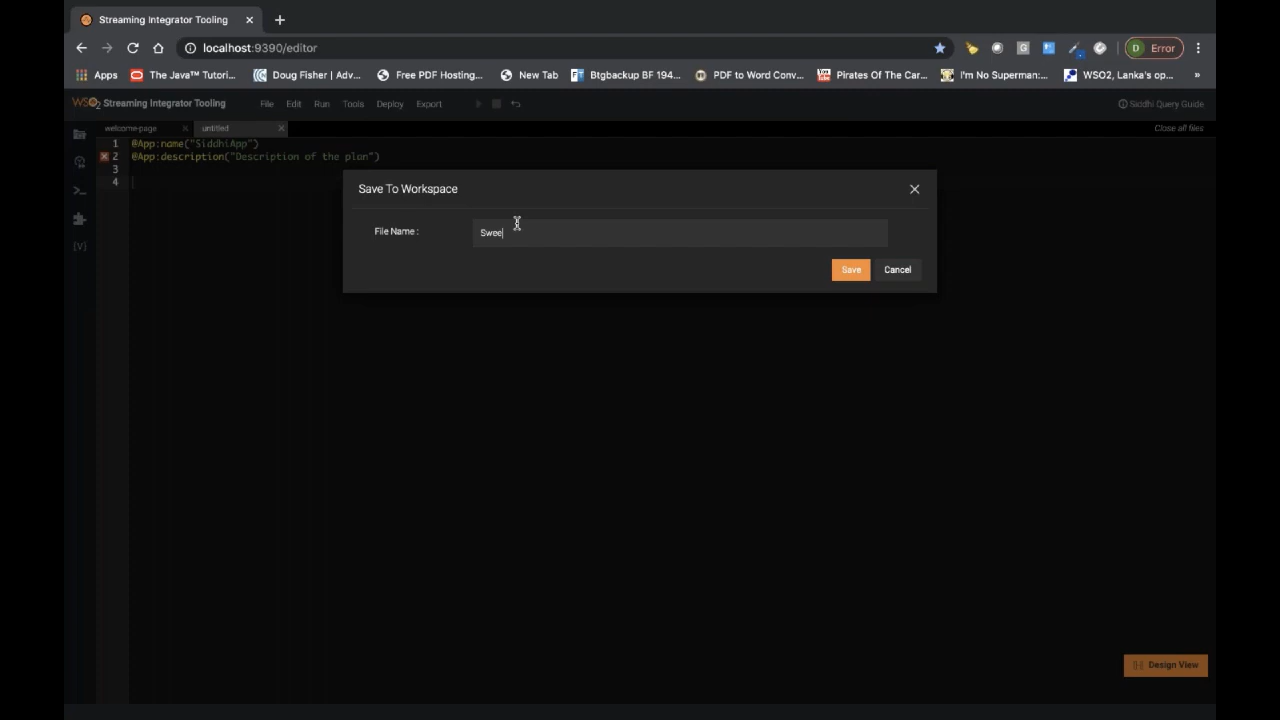 Streaming Integrator Tooling
localhost:9390/editor
D Error
Apps The Java™ Tutori... Doug Fisher | Adv... Free PDF Hosting... New Tab Btgbackup BF 194... PDF to Word Conv... Pirates Of The Car... I'm No Superman:... WSO2, Lanka's op... »
WSO2 Streaming Integrator Tooling File Edit Run Tools Deploy Export Siddhi Query Guide
welcome-page untitled Close all files
1 @App:name("SiddhiApp")
2 @App:description("Description of the plan")
3
4
Save To Workspace
File Name :
Swee
Save Cancel
Design View